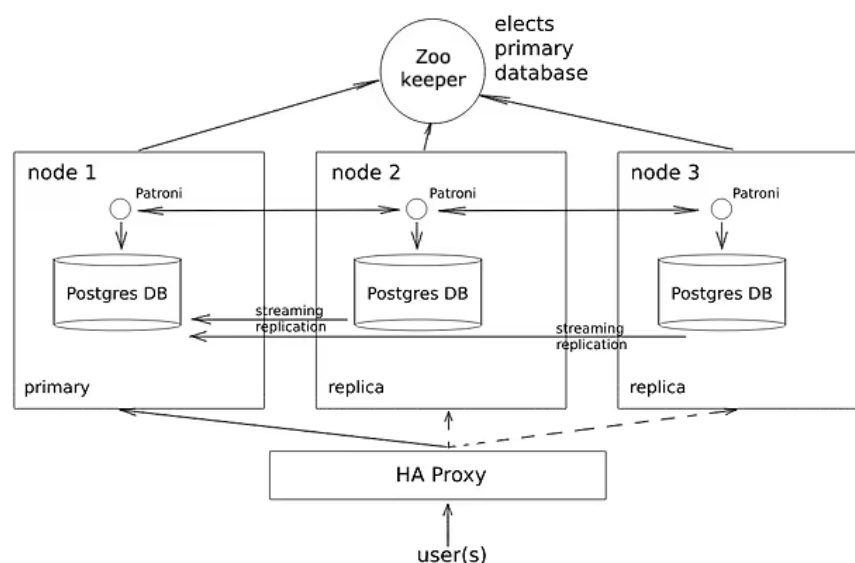 elects
primary
database
Zoo
keeper
node 1
node 2
node 3
Patroni
Patroni
Patroni
Postgres DB
Postgres DB
Postgres DB
streaming
replication
streaming
replication
primary
replica
replica
HA Proxy
user(s)